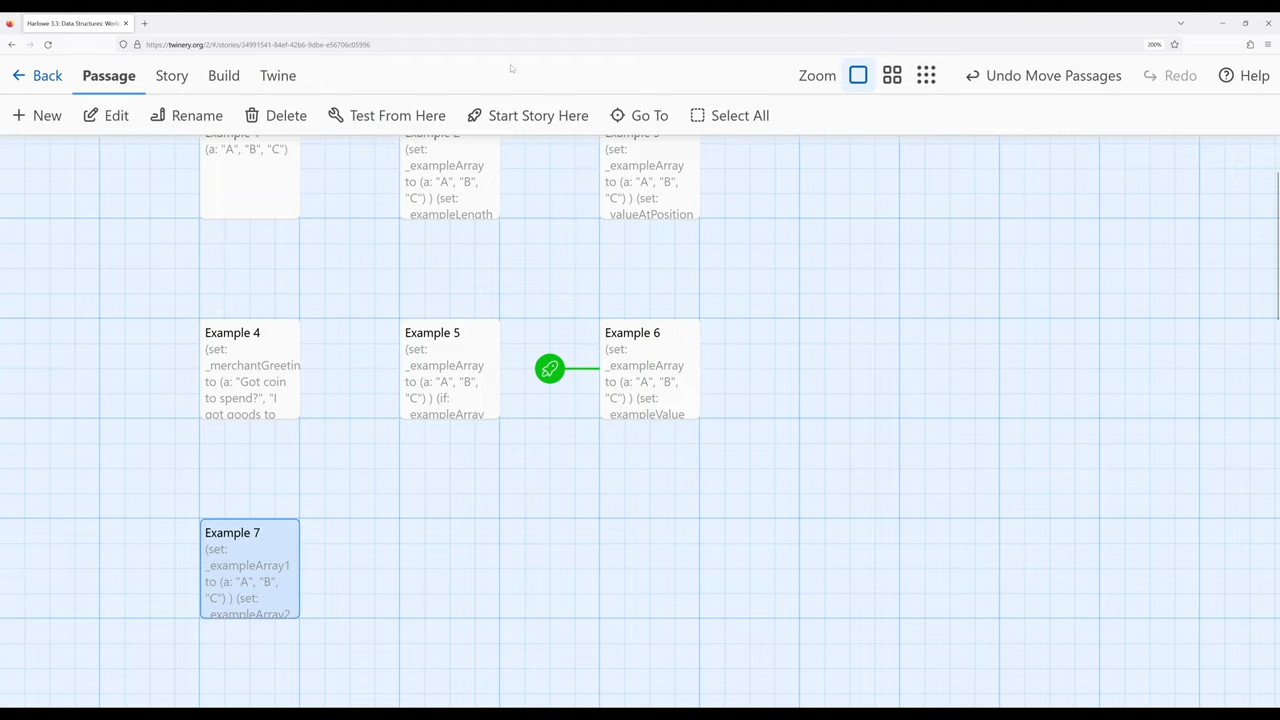 Harlowe 3.3: Data Structures: Work
https://twinery.org/2/#/stories/34991541-84ef-42b6-9dbe-e56706c05996
200%
Back
Passage
Story
Build
Twine
Zoom
Undo Move Passages
Redo
Help
New
Edit
Rename
Delete
Test From Here
Start Story Here
Go To
Select All
(a: "A", "B", "C")
(set:
_exampleArray
to (a: "A", "B",
"C") ) (set:
_exampleLength
(set:
_exampleArray
to (a: "A", "B",
"C") ) (set:
_valueAtPosition
Example 4
(set:
_merchantGreetin
to (a: "Got coin
to spend?", "I
got goods to
Example 5
(set:
_exampleArray
to (a: "A", "B",
"C") ) (if:
_exampleArray
Example 6
(set:
_exampleArray
to (a: "A", "B",
"C") ) (set:
_exampleValue
Example 7
(set:
_exampleArray1
to (a: "A", "B",
"C") ) (set:
_exampleArray2